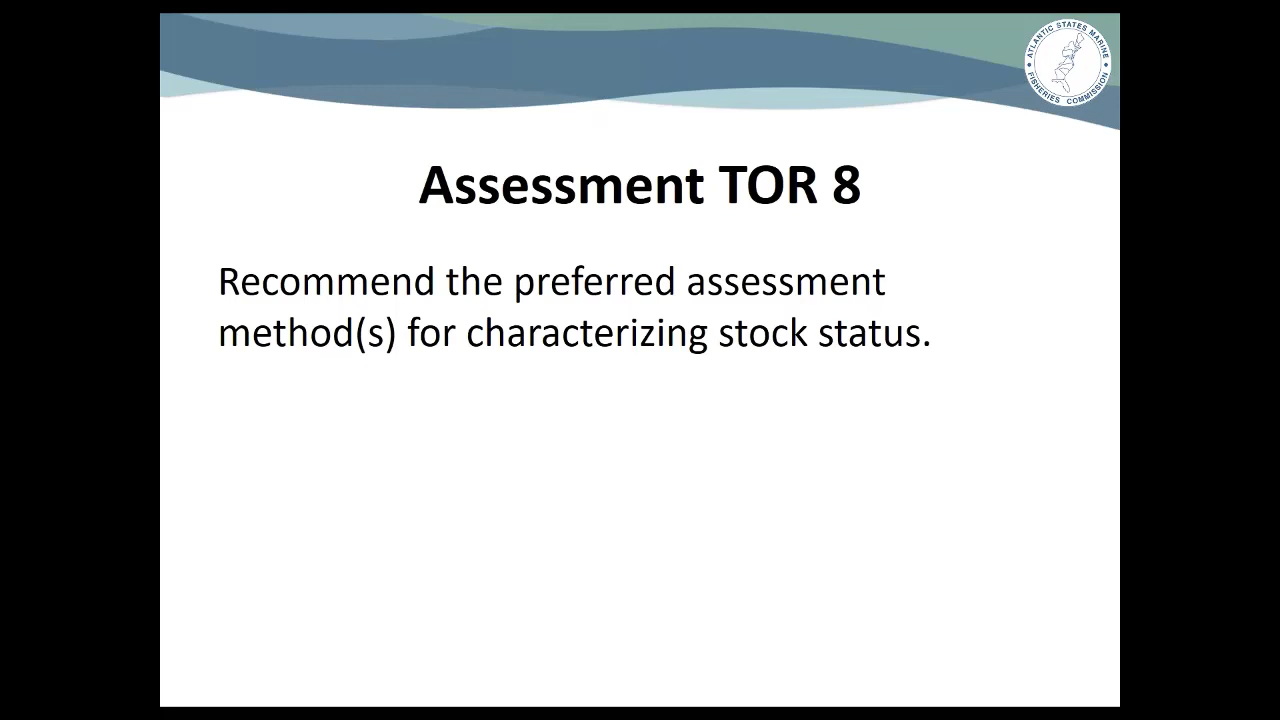 ATLANTIC STATES MARINE
FISHERIES COMMISSION
Assessment TOR 8
Recommend the preferred assessment
method(s) for characterizing stock status.